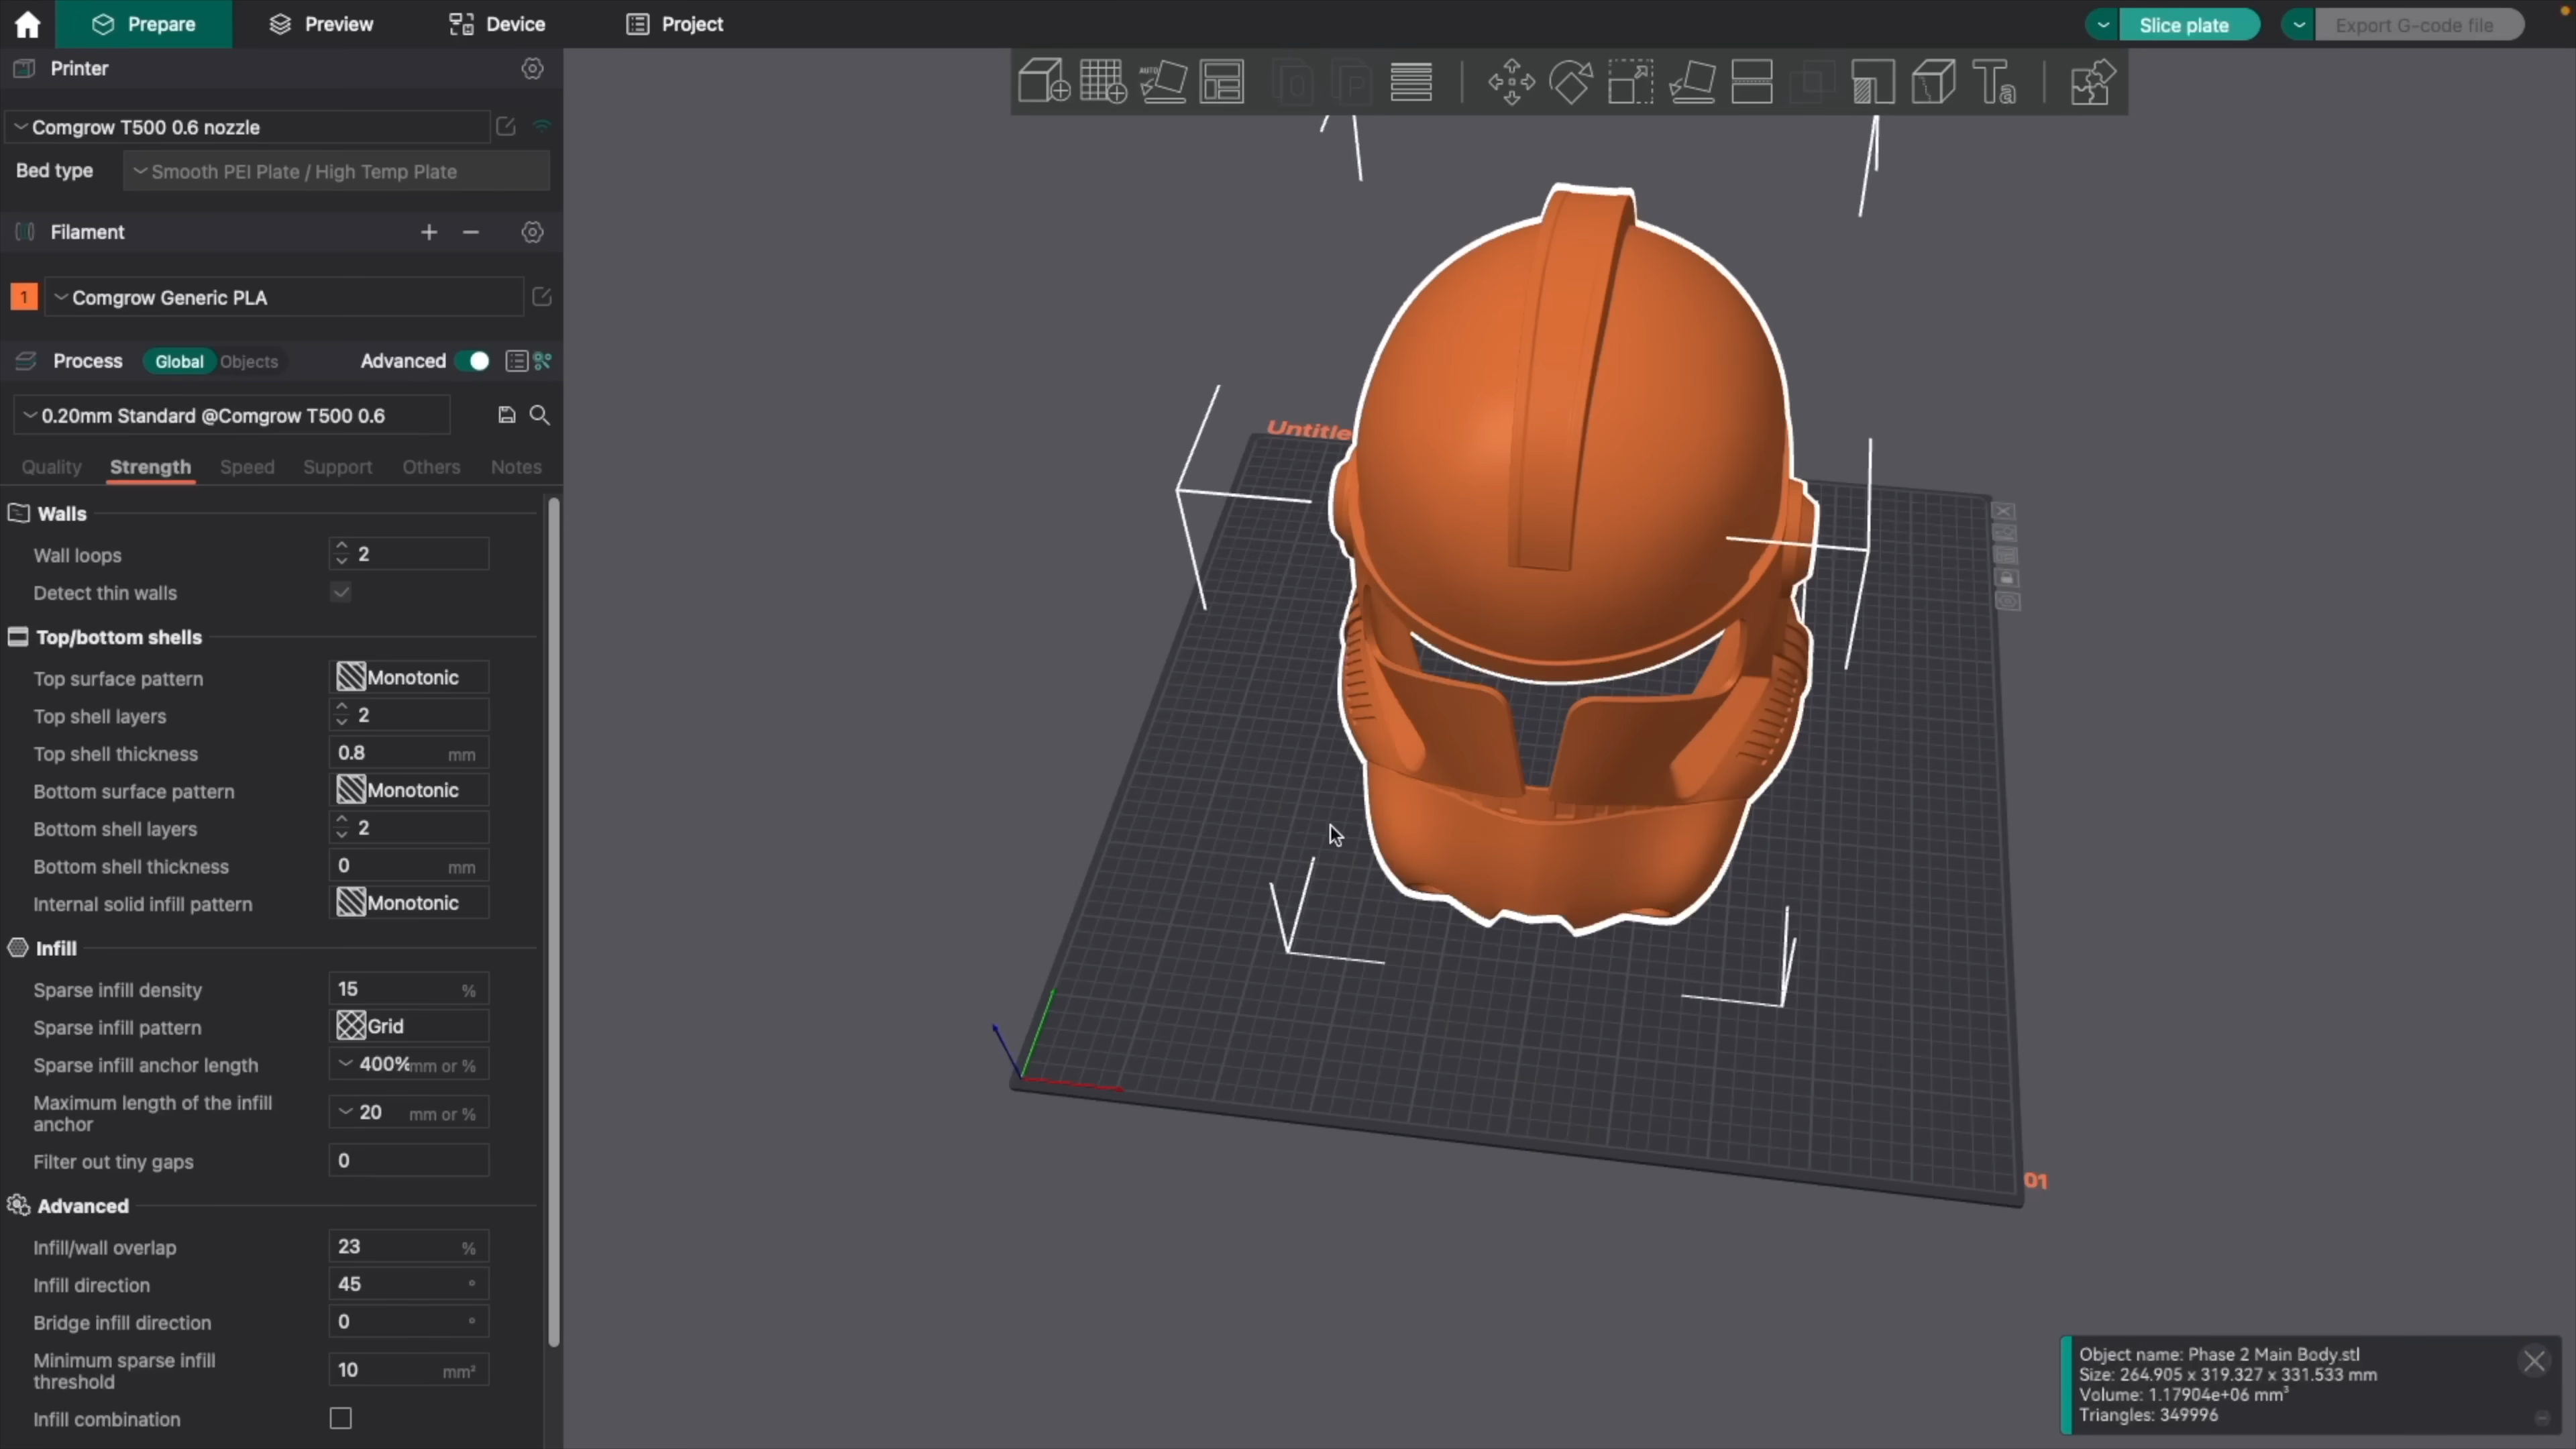 Prepare
Preview
Device
Project
Slice plate
Export G-code file
Printer
Comgrow T500 0.6 nozzle
Bed type
Smooth PEI Plate / High Temp Plate
Filament
1
Comgrow Generic PLA
Process
Global
Objects
Advanced
0.20mm Standard @Comgrow T500 0.6
Quality
Strength
Speed
Support
Others
Notes
Walls
Wall loops 2
Detect thin walls
Top/bottom shells
Top surface pattern Monotonic
Top shell layers 2
Top shell thickness 0.8 mm
Bottom surface pattern Monotonic
Bottom shell layers 2
Bottom shell thickness 0 mm
Internal solid infill pattern Monotonic
Infill
Sparse infill density 15 %
Sparse infill pattern Grid
Sparse infill anchor length 400% mm or %
Maximum length of the infill
anchor
20 mm or %
Filter out tiny gaps 0
Advanced
Infill/wall overlap 23 %
Infill direction 45 °
Bridge infill direction 0 °
Minimum sparse infill
threshold
10 mm²
Infill combination
AUTO
Ta
Untitle
01
Object name: Phase 2 Main Body.stl
Size: 264.905 x 319.327 x 331.533 mm
Volume: 1.17904e+06 mm³
Triangles: 349996